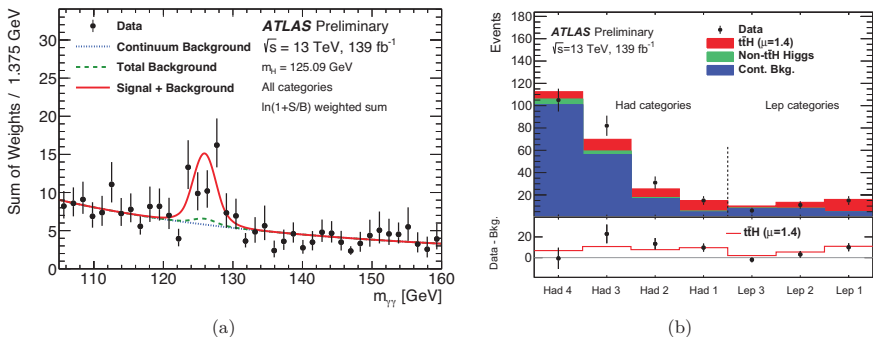 ATLAS Preliminary
√s = 13 TeV, 139 fb⁻¹
m_H = 125.09 GeV
All categories
ln(1+S/B) weighted sum
Data
Continuum Background
Total Background
Signal + Background
Sum of Weights / 1.375 GeV
30
25
20
15
10
5
0
110 120 130 140 150 160
m_γγ [GeV]
(a)
ATLAS Preliminary
√s=13 TeV, 139 fb⁻¹
Data
tt̄H (μ=1.4)
Non-tt̄H Higgs
Cont. Bkg.
Had categories
Lep categories
Events
180
160
140
120
100
80
60
40
20
Data - Bkg.
20
0
tt̄H (μ=1.4)
Had 4 Had 3 Had 2 Had 1 Lep 3 Lep 2 Lep 1
(b)